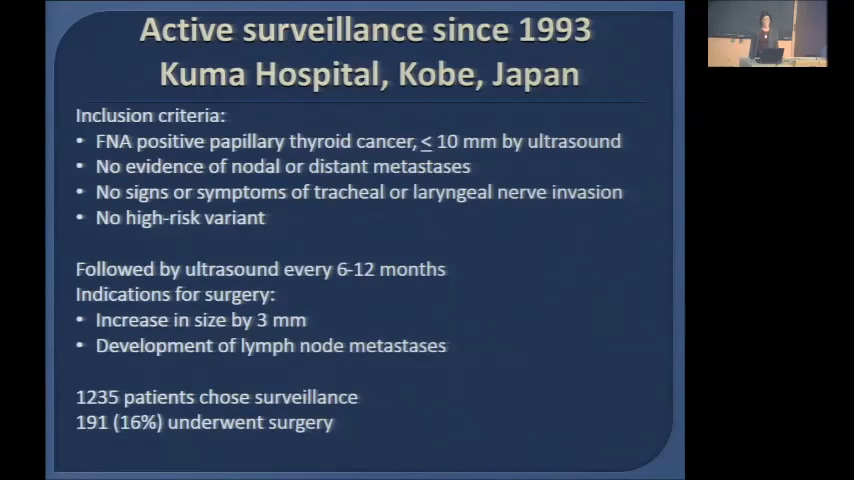 Active surveillance since 1993
Kuma Hospital, Kobe, Japan
Inclusion criteria:
• FNA positive papillary thyroid cancer, < 10 mm by ultrasound
• No evidence of nodal or distant metastases
• No signs or symptoms of tracheal or laryngeal nerve invasion
• No high-risk variant
Followed by ultrasound every 6-12 months
Indications for surgery:
• Increase in size by 3 mm
• Development of lymph node metastases
1235 patients chose surveillance
191 (16%) underwent surgery